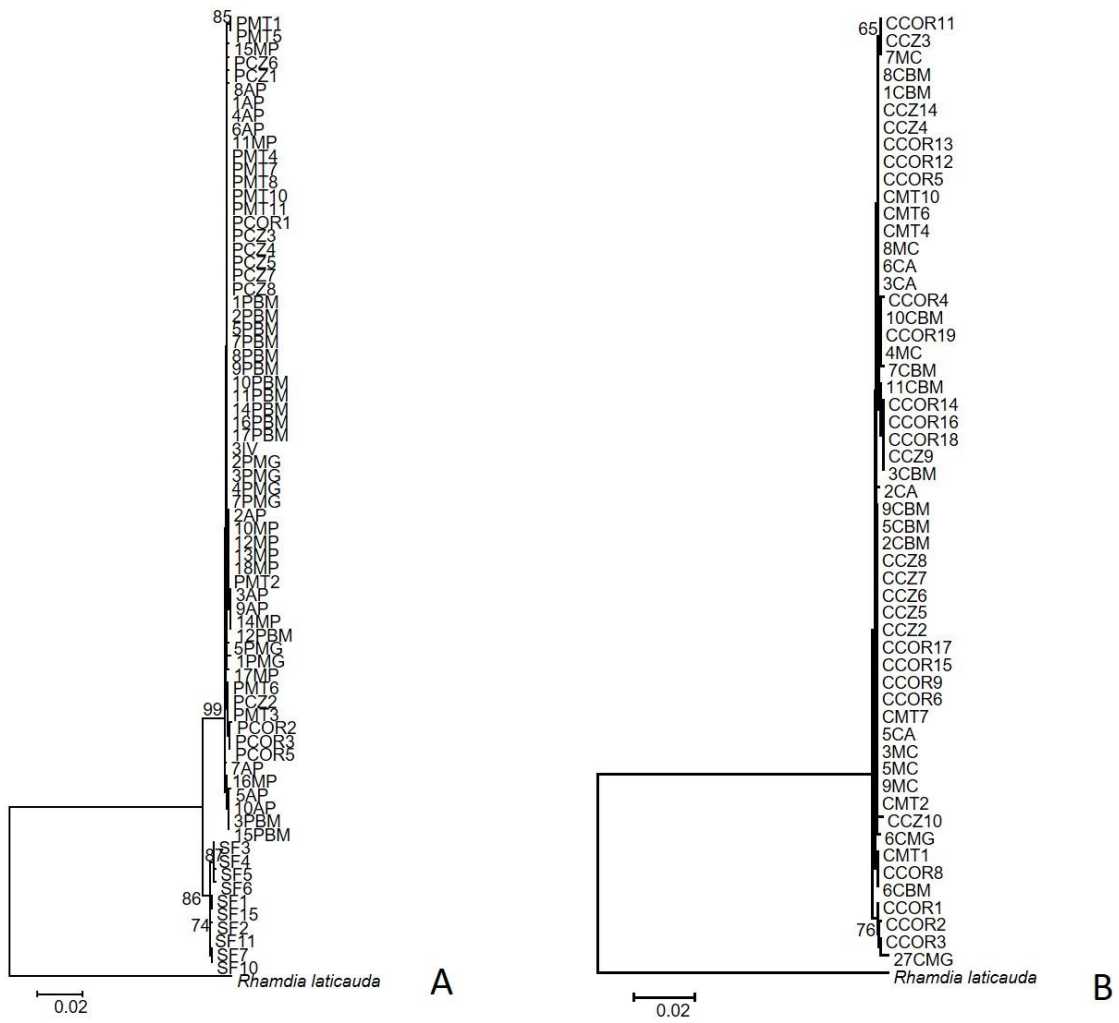 85
PMT1
PMT5
15MP
PCZ6
PCZ1
8AP
1AP
4AP
6AP
11MP
PMT4
PMT7
PMT8
PMT10
PMT11
PCOR1
PCZ3
PCZ4
PCZ5
PCZ7
PCZ8
1PBM
2PBM
5PBM
7PBM
8PBM
9PBM
10PBM
11PBM
14PBM
16PBM
17PBM
3IV
2PMG
3PMG
4PMG
7PMG
2AP
10MP
12MP
13MP
18MP
PMT2
3AP
9AP
14MP
12PBM
5PMG
1PMG
17MP
PMT6
PCZ2
99
PMT3
PCOR2
PCOR3
PCOR5
7AP
16MP
5AP
10AP
3PBM
15PBM
SF3
87
SF4
SF5
SF6
86
SF1
SF15
74
SF2
SF11
SF7
SF10
Rhamdia laticauda
A
0.02
65
CCOR11
CCZ3
7MC
8CBM
1CBM
CCZ14
CCZ4
CCOR13
CCOR12
CCOR5
CMT10
CMT6
CMT4
8MC
6CA
3CA
CCOR4
10CBM
CCOR19
4MC
7CBM
11CBM
CCOR14
CCOR16
CCOR18
CCZ9
3CBM
2CA
9CBM
5CBM
2CBM
CCZ8
CCZ7
CCZ6
CCZ5
CCZ2
CCOR17
CCOR15
CCOR9
CCOR6
CMT7
5CA
3MC
5MC
9MC
CMT2
CCZ10
6CMG
CMT1
CCOR8
6CBM
CCOR1
76
CCOR2
CCOR3
27CMG
Rhamdia laticauda
B
0.02